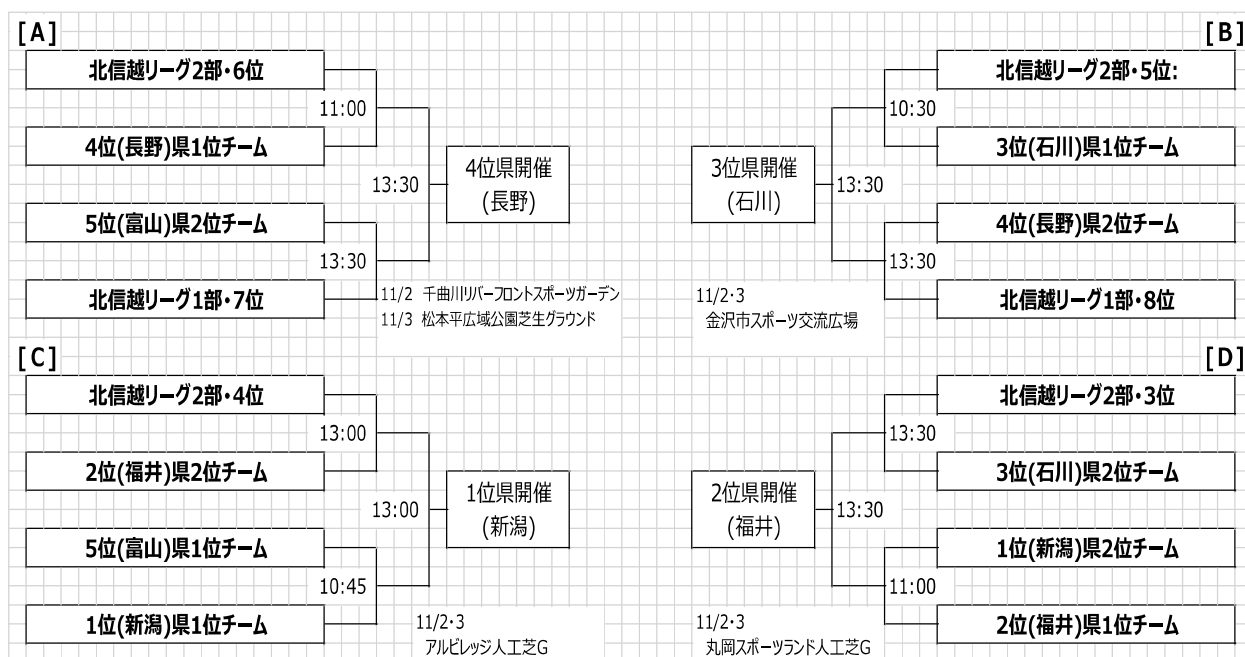 [A]
北信越リーグ2部・6位
11:00
4位(長野)県1位チーム
13:30
4位県開催
(長野)
5位(富山)県2位チーム
13:30
北信越リーグ1部・7位
11/2 千曲川リバーフロントスポーツガーデン
11/3 松本平広域公園芝生グラウンド
[B]
北信越リーグ2部・5位:
10:30
3位(石川)県1位チーム
3位県開催
(石川)
13:30
4位(長野)県2位チーム
13:30
北信越リーグ1部・8位
11/2・3
金沢市スポーツ交流広場
[C]
北信越リーグ2部・4位
13:00
2位(福井)県2位チーム
13:00
1位県開催
(新潟)
5位(富山)県1位チーム
10:45
1位(新潟)県1位チーム
11/2・3
アルビレッジ人工芝G
[D]
北信越リーグ2部・3位
13:30
3位(石川)県2位チーム
2位県開催
(福井)
13:30
1位(新潟)県2位チーム
11:00
2位(福井)県1位チーム
11/2・3
丸岡スポーツランド人工芝G